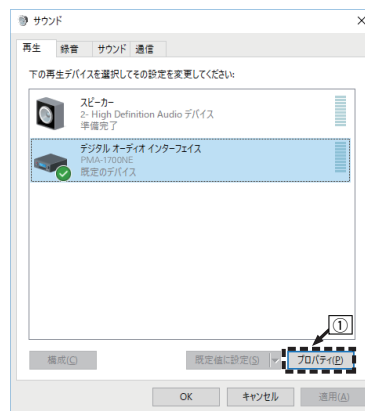 サウンド
再生 録音 サウンド 通信
下の再生デバイスを選択してその設定を変更してください:
スピーカー
2- High Definition Audio デバイス
準備完了
デジタル オーディオ インターフェイス
PMA-1700NE
既定のデバイス
①
構成(C) 既定値に設定(S) プロパティ(P)
OK キャンセル 適用(A)